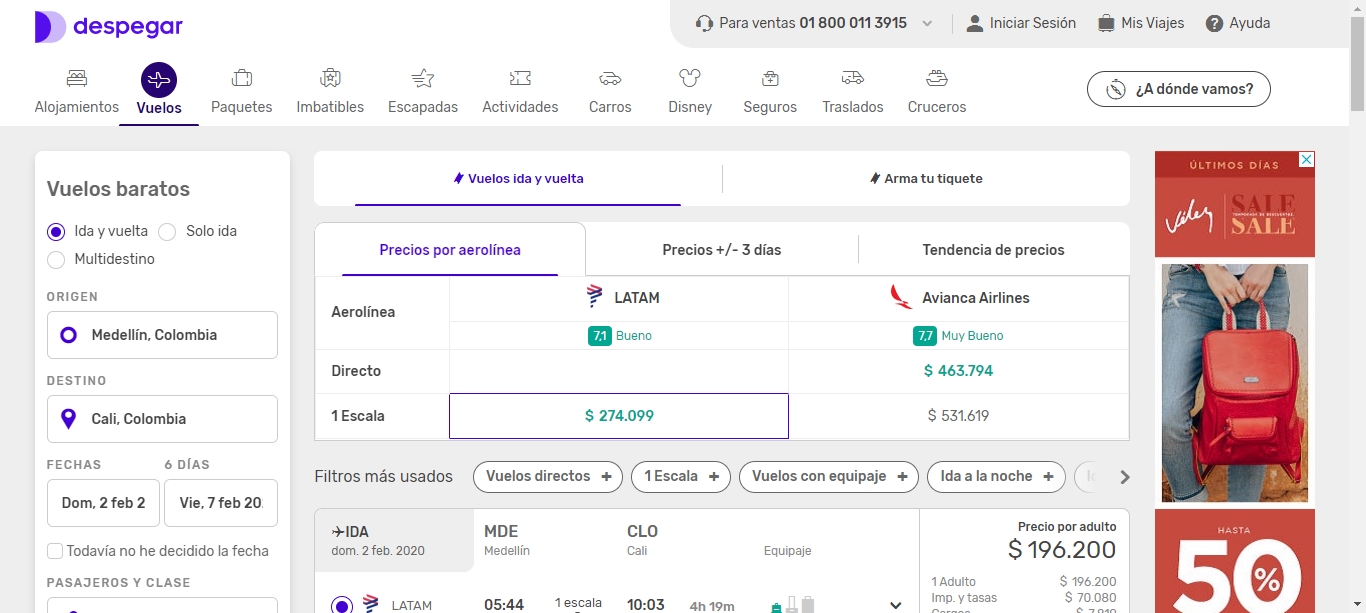 despegar
Para ventas 01 800 011 3915
Iniciar Sesión
Mis Viajes
Ayuda
Alojamientos
Vuelos
Paquetes
Imbatibles
Escapadas
Actividades
Carros
Disney
Seguros
Traslados
Cruceros
¿A dónde vamos?
Vuelos baratos
Ida y vuelta
Solo ida
Multidestino
ORIGEN
Medellín, Colombia
DESTINO
Cali, Colombia
FECHAS
6 DÍAS
Dom, 2 feb 2
Vie, 7 feb 20
Todavía no he decidido la fecha
PASAJEROS Y CLASE
Vuelos ida y vuelta
Arma tu tiquete
Precios por aerolínea
Precios +/- 3 días
Tendencia de precios
Aerolínea
LATAM
Avianca Airlines
7,1 Bueno
7,7 Muy Bueno
Directo
$ 463.794
1 Escala
$ 274.099
$ 531.619
Filtros más usados
Vuelos directos +
1 Escala +
Vuelos con equipaje +
Ida a la noche +
IDA
dom. 2 feb. 2020
MDE
Medellín
CLO
Cali
Equipaje
LATAM
05:44
1 escala
10:03
4h 19m
Precio por adulto
$ 196.200
1 Adulto
$ 196.200
Imp. y tasas
$ 70.080
Cargos
$ 7.819
ÚLTIMOS DÍAS
Vélez
SALE
TEMPORADA DE DESCUENTOS
SALE
HASTA
50%